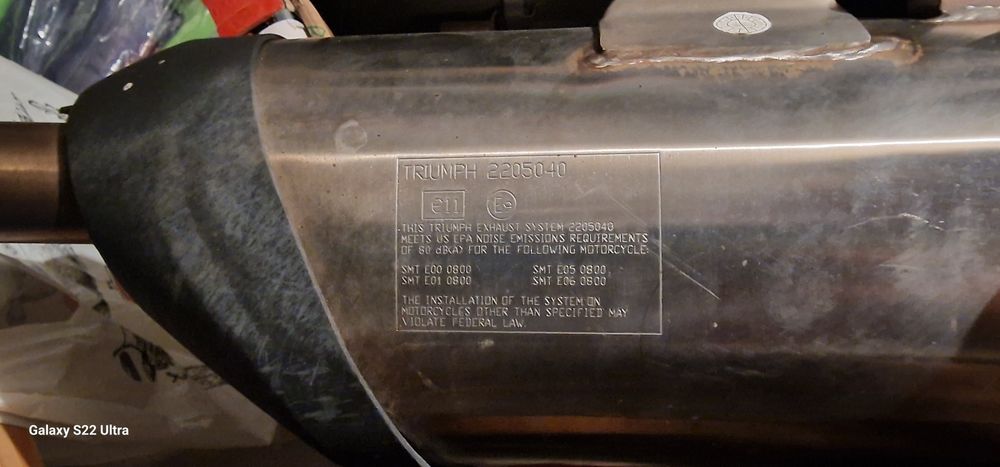 TRIUMPH 2205040
e11 E9
THIS TRIUMPH EXHAUST SYSTEM 2205040
MEETS US EPA NOISE EMISSIONS REQUIREMENTS
OF 80 dB(A) FOR THE FOLLOWING MOTORCYCLE:
SMT E00 0800 SMT E05 0800
SMT E01 0800 SMT E06 0800
THE INSTALLATION OF THE SYSTEM ON
MOTORCYCLES OTHER THAN SPECIFIED MAY
VIOLATE FEDERAL LAW.
Galaxy S22 Ultra